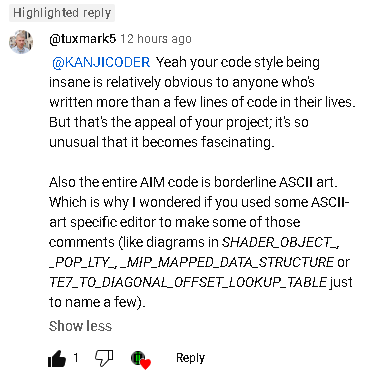 Highlighted reply
@tuxmark5 12 hours ago
@KANJICODER Yeah your code style being
insane is relatively obvious to anyone who's
written more than a few lines of code in their lives.
But that's the appeal of your project; it's so
unusual that it becomes fascinating.
Also the entire AIM code is borderline ASCII art.
Which is why I wondered if you used some ASCII-
art specific editor to make some of those
comments (like diagrams in SHADER_OBJECT_,
_POP_LTY_, _MIP_MAPPED_DATA_STRUCTURE or
TE7_TO_DIAGONAL_OFFSET_LOOKUP_TABLE just
to name a few).
Show less
1 Reply